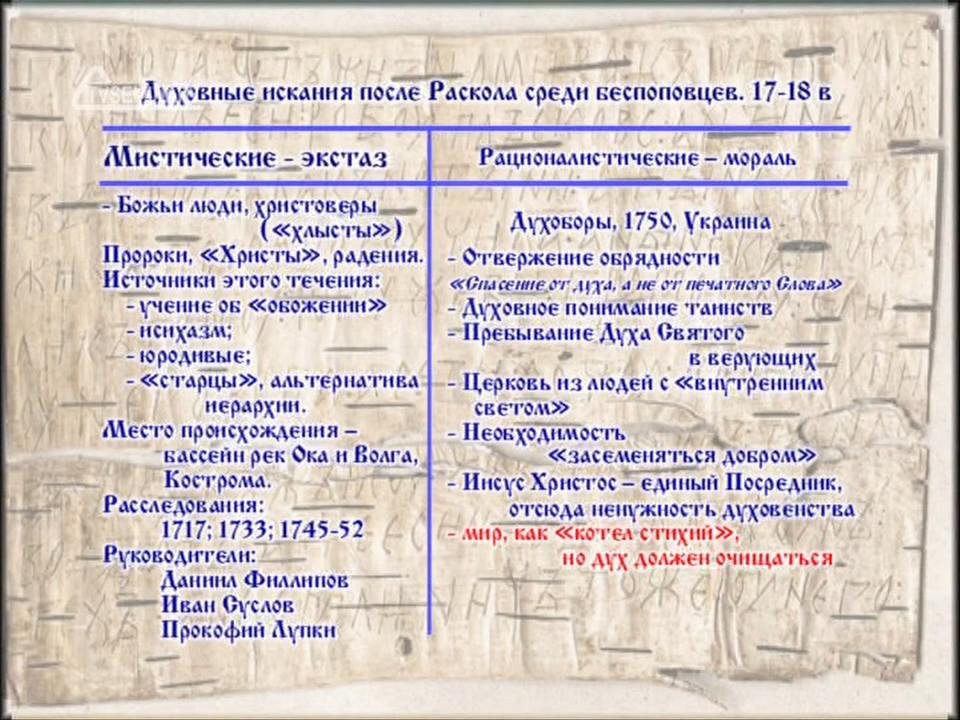 Духовные искания после Раскола среди беспоповцев. 17-18 в
Мистические - экстаз
- Божьи люди, христоверы
(«хлысты»)
Пророки, «Христы», радения.
Источники этого течения:
- учение об «обожении»
- исихазм;
- юродивые;
- «старцы», альтернатива
иерархии.
Место происхождения –
бассейн рек Ока и Волга,
Кострома.
Расследования:
1717; 1733; 1745-52
Руководители:
Даниил Филлипов
Иван Суслов
Прокофий Лупки
Рационалистические – мораль
Духоборы, 1750, Украина
- Отвержение обрядности
«Спасение от духа, а не от печатного Слова»
- Духовное понимание таинств
- Пребывание Духа Святого
в верующих
- Церковь из людей с «внутренним
светом»
- Необходимость
«засеменяться добром»
- Иисус Христос – единый Посредник,
отсюда ненужность духовенства
- мир, как «котел стихий»,
но дух должен очищаться